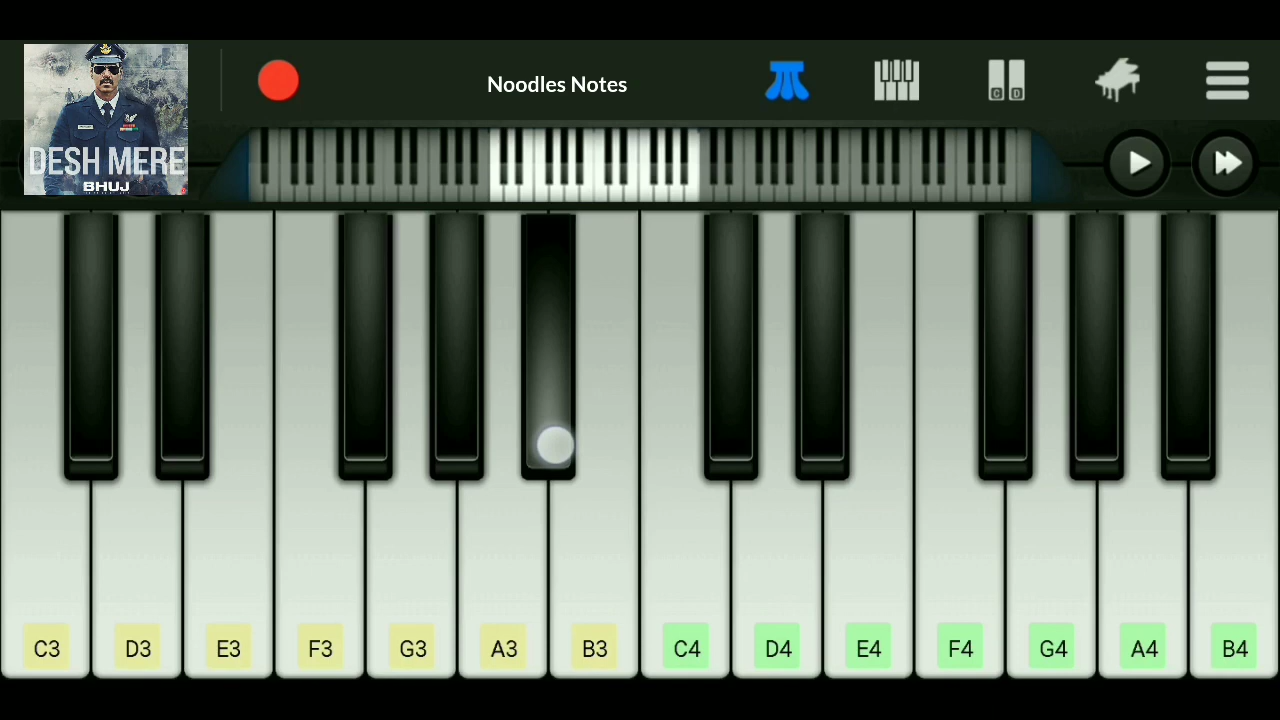 Noodles Notes
DESH MERE
BHUJ
C
D
C3
D3
E3
F3
G3
A3
B3
C4
D4
E4
F4
G4
A4
B4